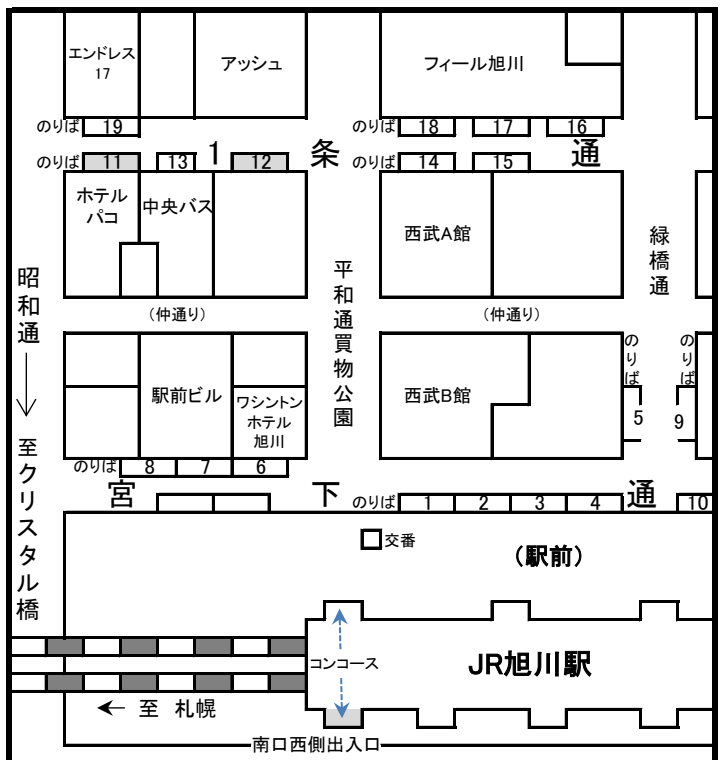 エンドレス
17
アッシュ
フィール旭川
のりば 19
のりば 18 17 16
1 条 通
のりば 11 13 12
のりば 14 15
ホテル
パコ
中央バス
西武A館
緑橋通
昭和通
平和通買物公園
(仲通り)
(仲通り)
駅前ビル
ワシントン
ホテル
旭川
西武B館
のりば
5
のりば
9
のりば 8 7 6
至クリスタル橋
宮 下 通
のりば 1 2 3 4 10
交番
(駅前)
コンコース
JR旭川駅
← 至 札幌
南口西側出入口